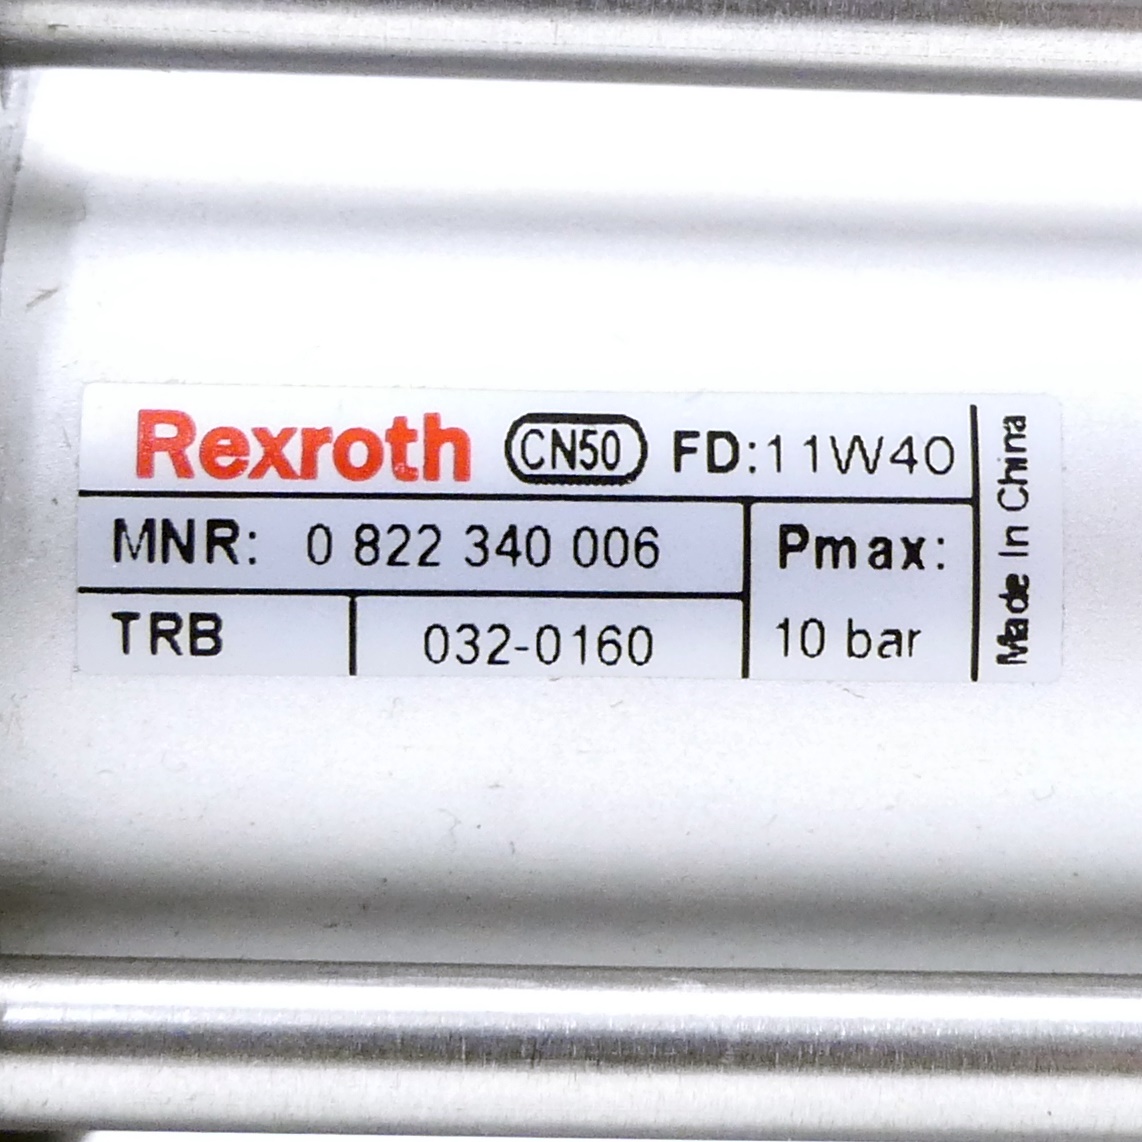 Rexroth CN50 FD:11W40
MNR: 0 822 340 006
Pmax:
TRB 032-0160
10 bar
Made In China